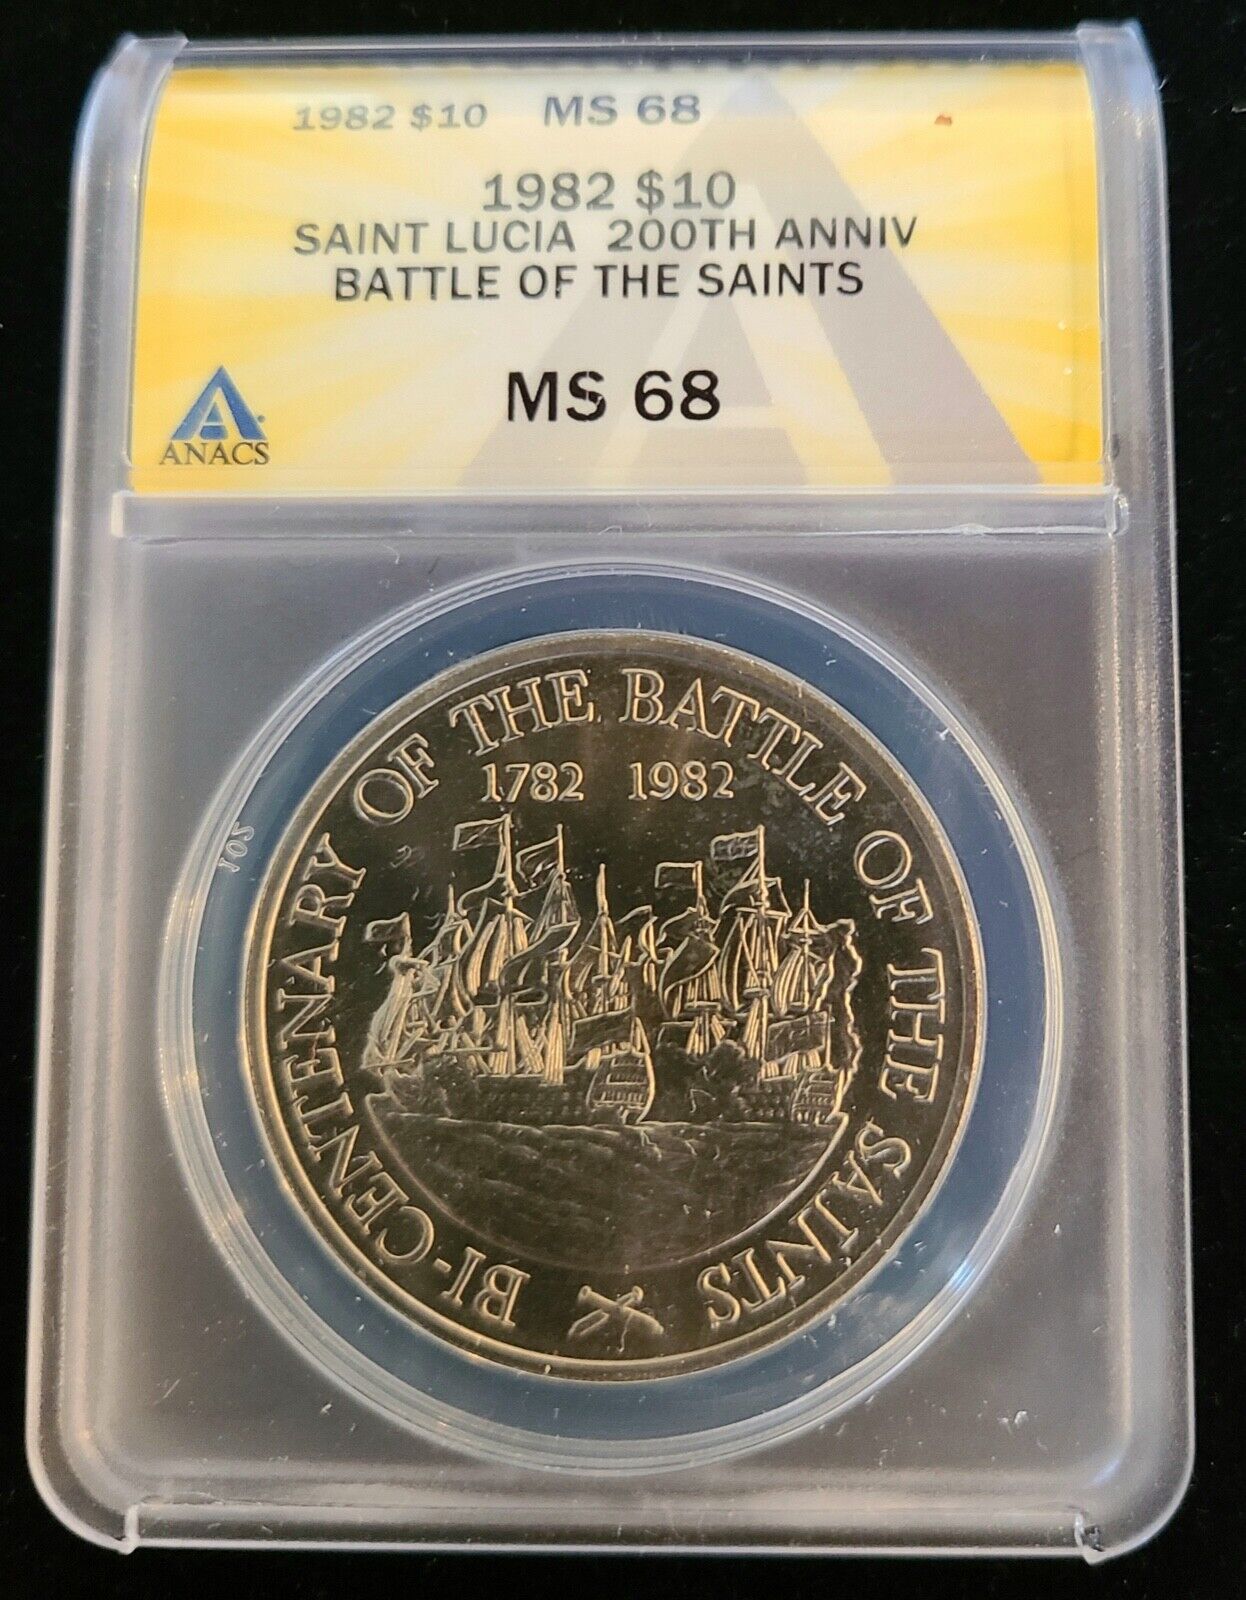 1982 $10 MS 68
1982 $10
SAINT LUCIA 200TH ANNIV
BATTLE OF THE SAINTS
MS 68
A
ANACS
BI-CENTENARY OF THE BATTLE OF THE SAINTS
1782 1982